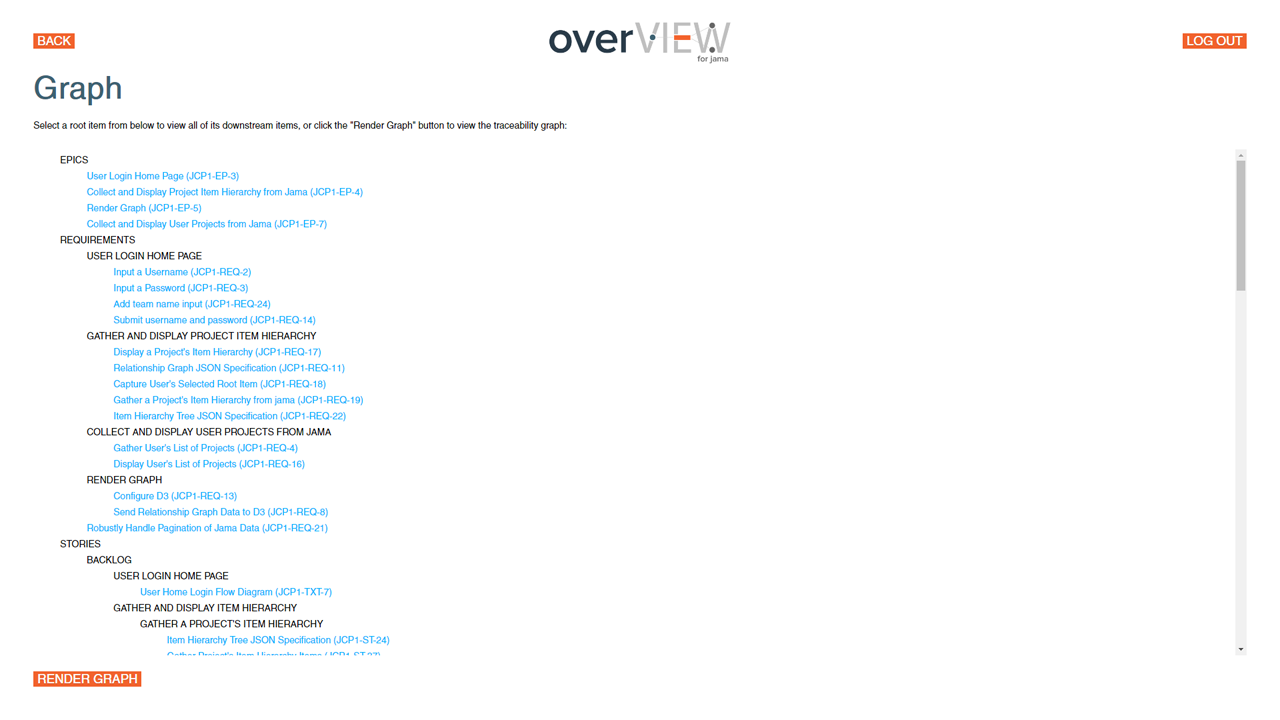 BACK
overVIEW
for jama
LOG OUT
Graph
Select a root item from below to view all of its downstream items, or click the "Render Graph" button to view the traceability graph:
EPICS
User Login Home Page (JCP1-EP-3)
Collect and Display Project Item Hierarchy from Jama (JCP1-EP-4)
Render Graph (JCP1-EP-5)
Collect and Display User Projects from Jama (JCP1-EP-7)
REQUIREMENTS
USER LOGIN HOME PAGE
Input a Username (JCP1-REQ-2)
Input a Password (JCP1-REQ-3)
Add team name input (JCP1-REQ-24)
Submit username and password (JCP1-REQ-14)
GATHER AND DISPLAY PROJECT ITEM HIERARCHY
Display a Project's Item Hierarchy (JCP1-REQ-17)
Relationship Graph JSON Specification (JCP1-REQ-11)
Capture User's Selected Root Item (JCP1-REQ-18)
Gather a Project's Item Hierarchy from jama (JCP1-REQ-19)
Item Hierarchy Tree JSON Specification (JCP1-REQ-22)
COLLECT AND DISPLAY USER PROJECTS FROM JAMA
Gather User's List of Projects (JCP1-REQ-4)
Display User's List of Projects (JCP1-REQ-16)
RENDER GRAPH
Configure D3 (JCP1-REQ-13)
Send Relationship Graph Data to D3 (JCP1-REQ-8)
Robustly Handle Pagination of Jama Data (JCP1-REQ-21)
STORIES
BACKLOG
USER LOGIN HOME PAGE
User Home Login Flow Diagram (JCP1-TXT-7)
GATHER AND DISPLAY ITEM HIERARCHY
GATHER A PROJECT'S ITEM HIERARCHY
Item Hierarchy Tree JSON Specification (JCP1-ST-24)
Gather Project's Item Hierarchy Items (JCP1-ST-27)
RENDER GRAPH